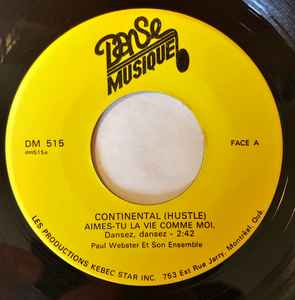 Danse
MUSIQUE
DM 515
dm515a
FACE A
CONTINENTAL (HUSTLE)
AIMES-TU LA VIE COMME MOI,
Dansez, dansez - 2:42
Paul Webster Et Son Ensemble
LES PRODUCTIONS KEBEC STAR INC. 753 Est Rue Jarry, Montréal, Qué